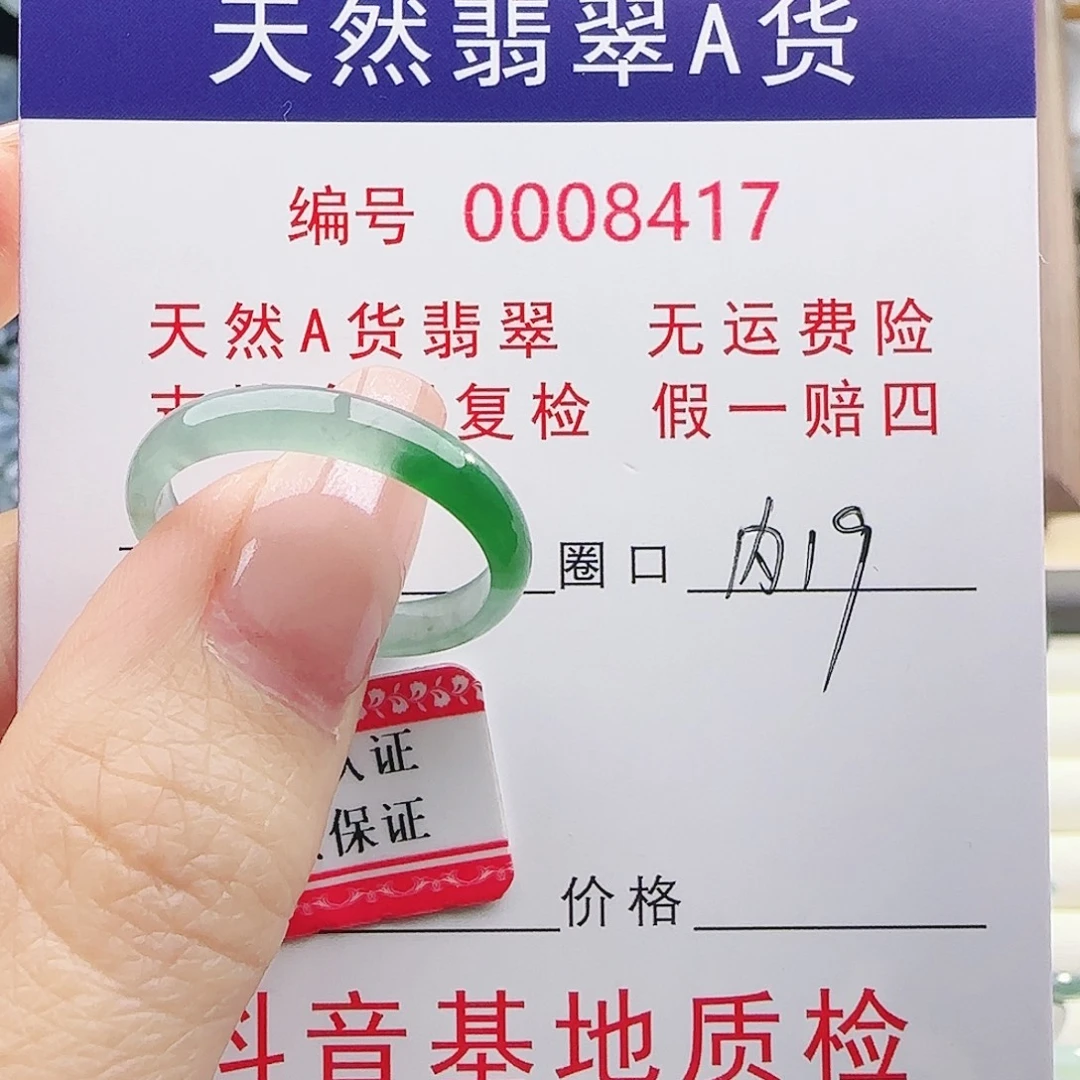 天然翡翠A货
编号 0008417
天然A货翡翠 无运费险
复检 假一赔四
圈口 内19
证
保证
价格
抖音基地质检